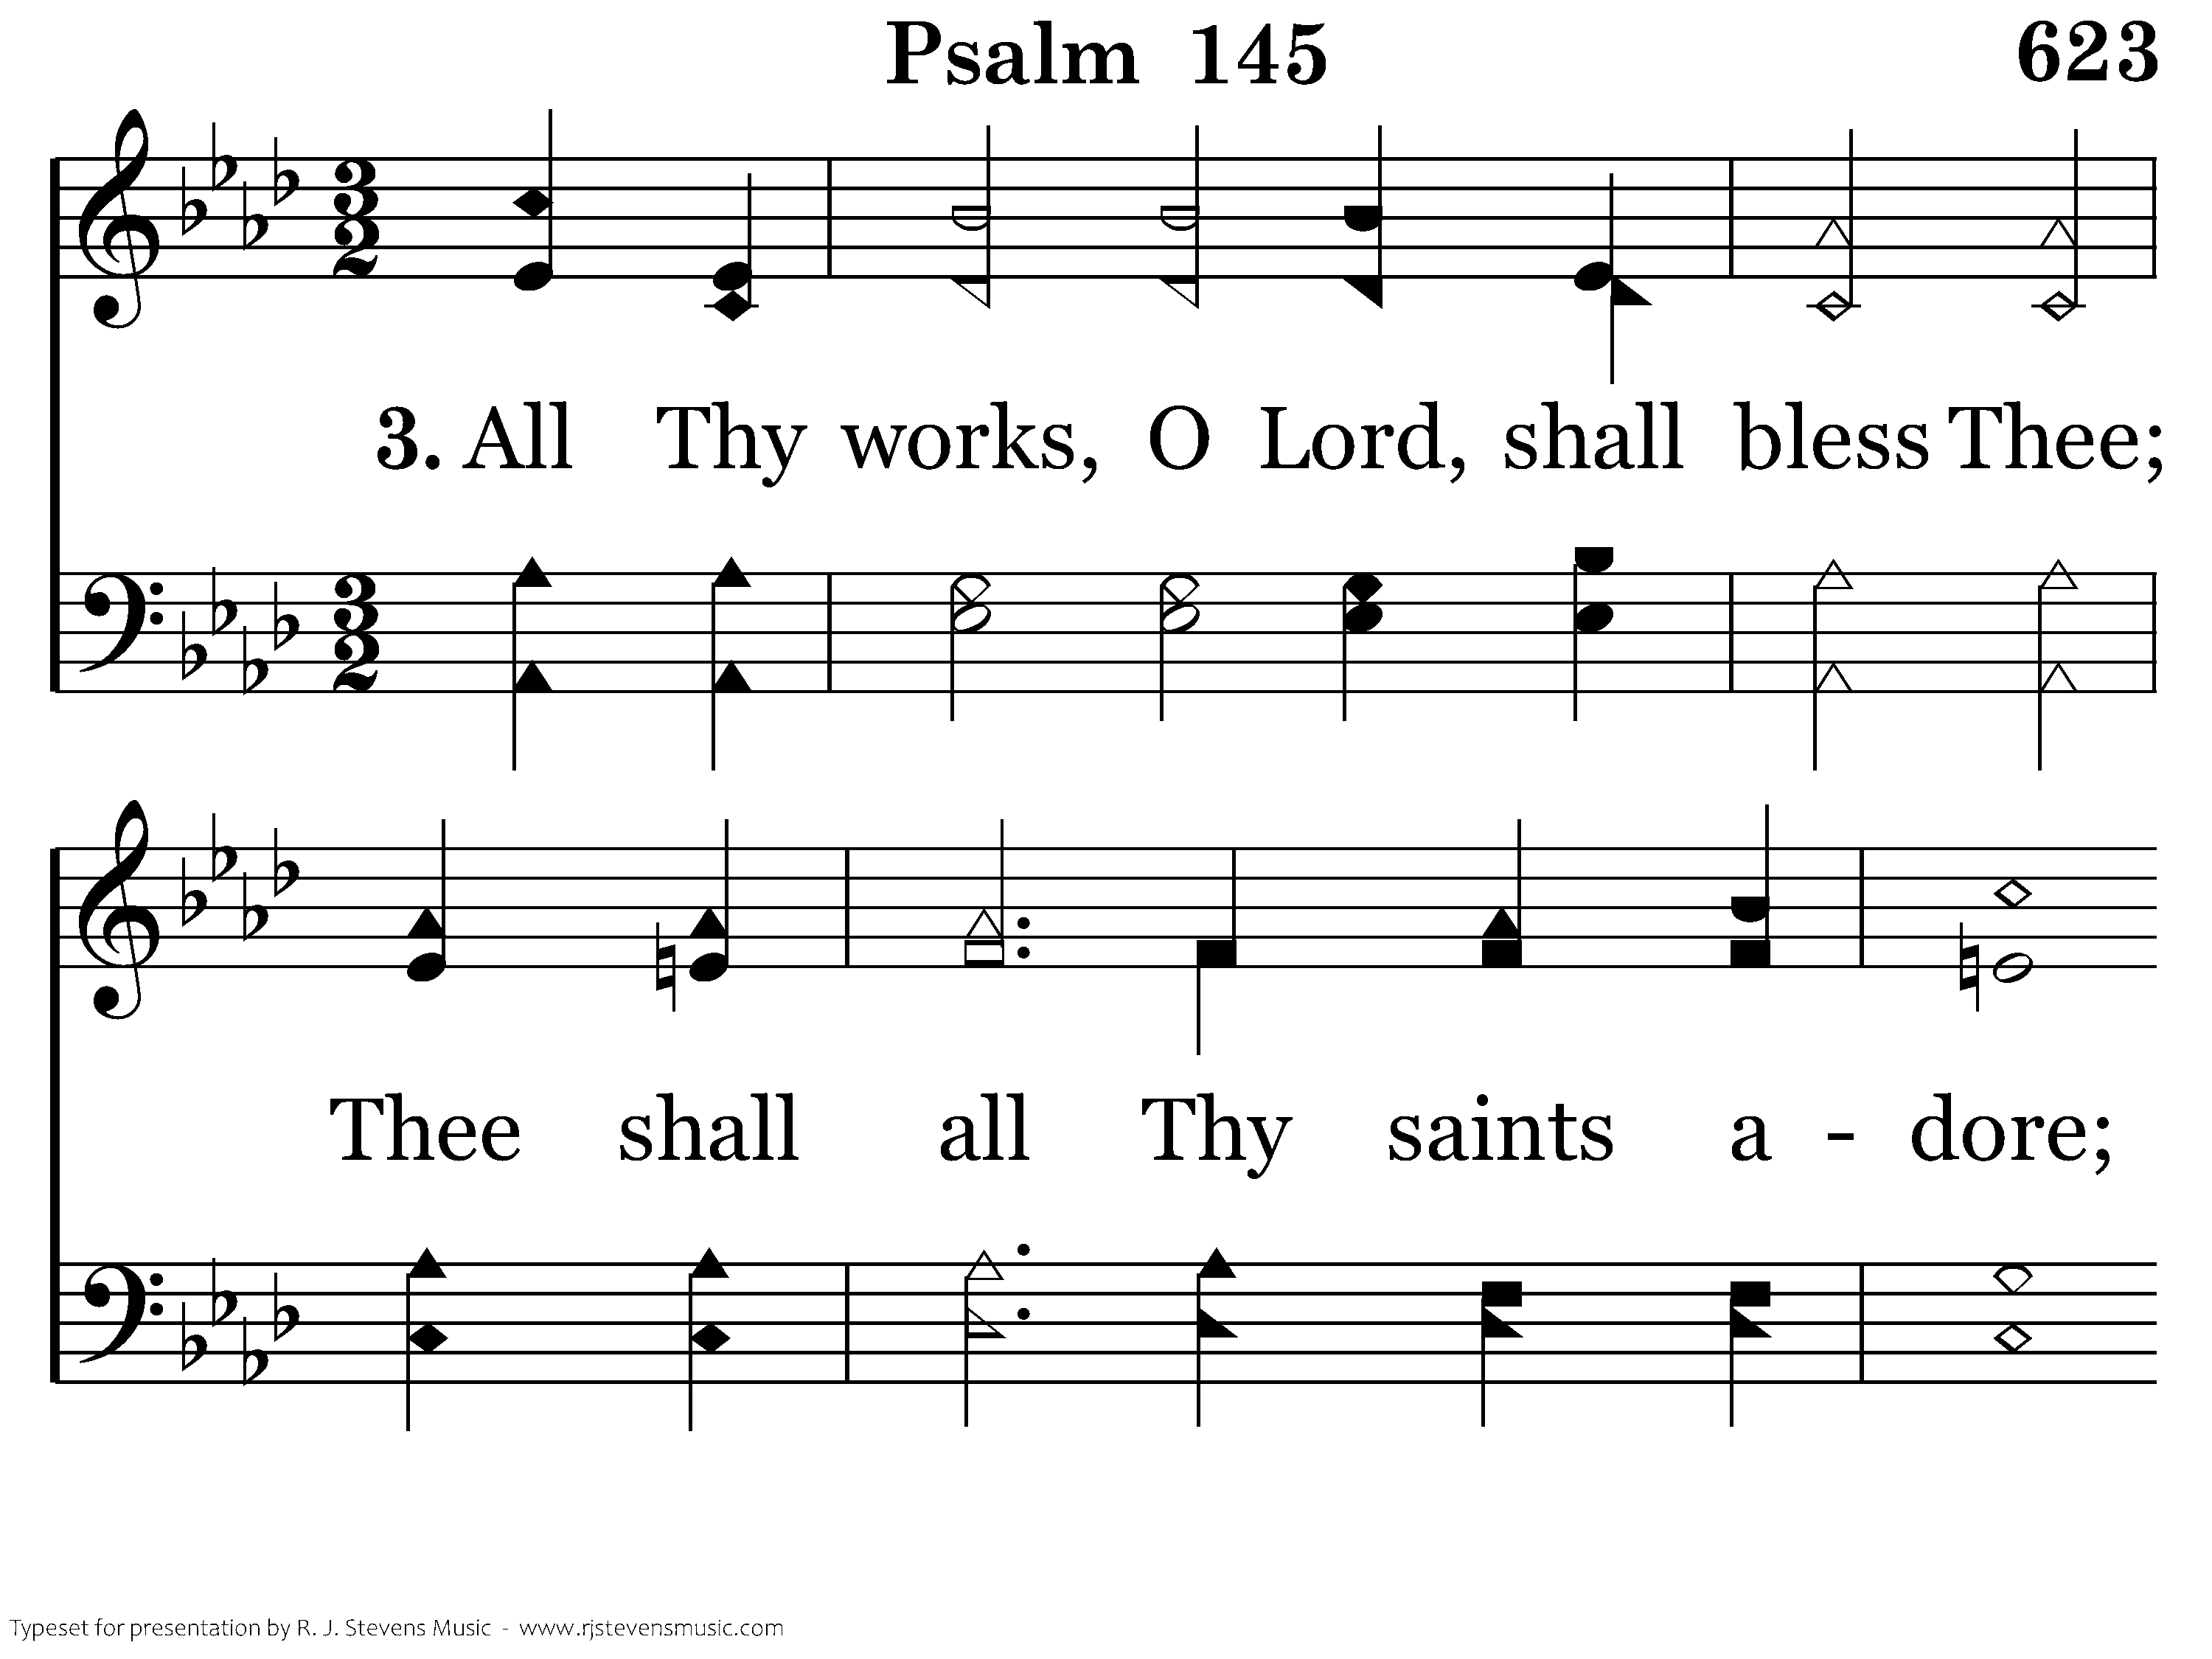 Psalm 145 623
3. All Thy works, O Lord, shall bless Thee;
Thee shall all Thy saints a - dore;
Typeset for presentation by R. J. Stevens Music - www.rjstevensmusic.com